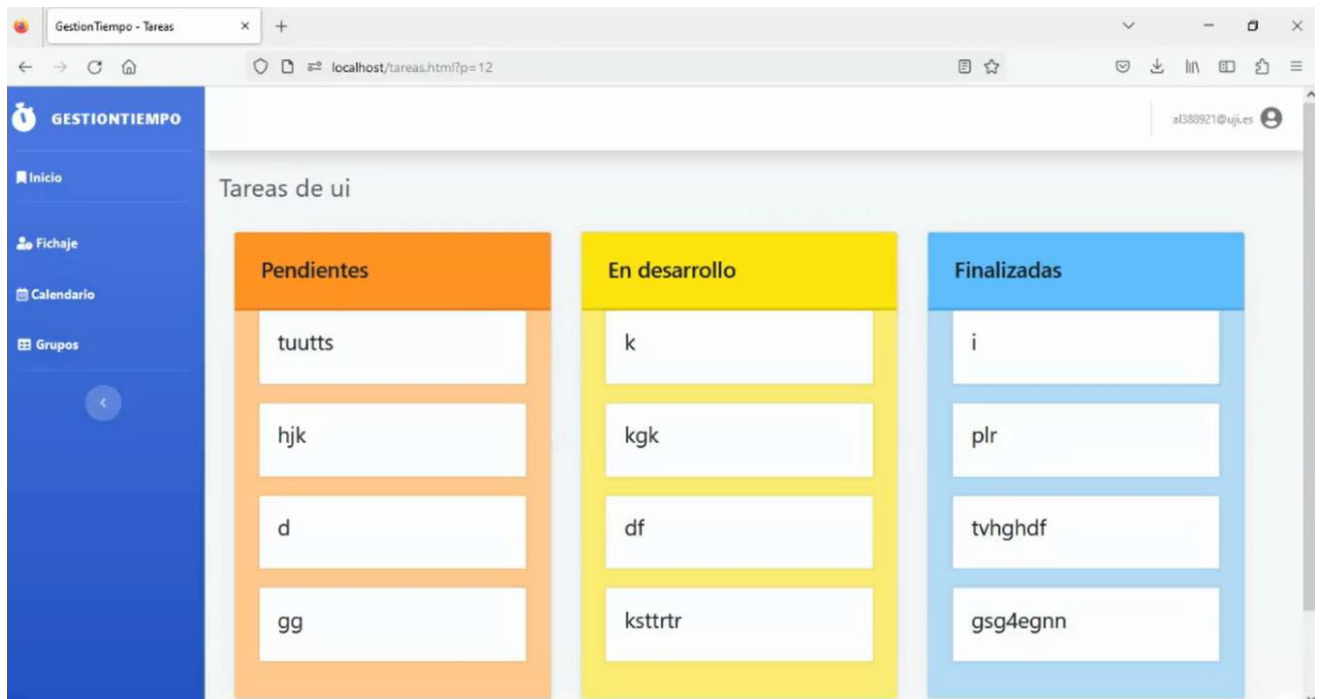 GestionTiempo - Tareas
localhost/tareas.html?p=12
GESTIONTIEMPO
al388921@uji.es
Inicio
Fichaje
Calendario
Grupos
Tareas de ui
Pendientes
tuutts
hjk
d
gg
En desarrollo
k
kgk
df
ksttrtr
Finalizadas
i
plr
tvhghdf
gsg4egnn